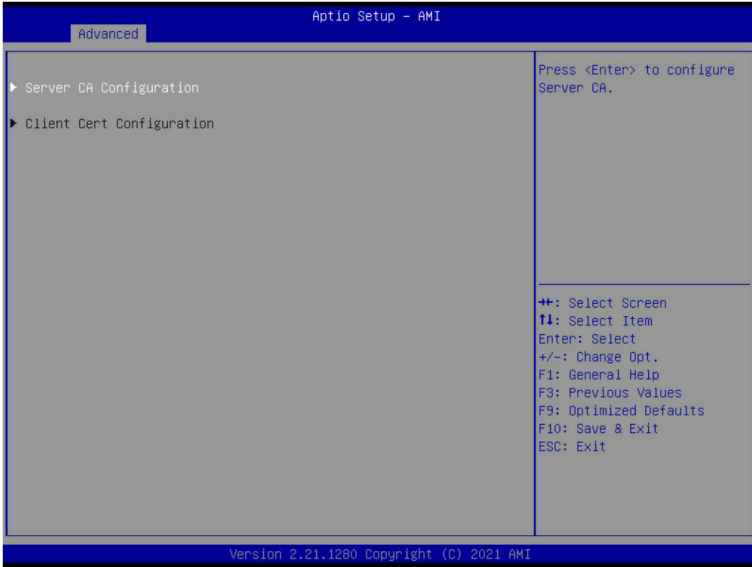 Aptio Setup – AMI
Advanced
▶ Server CA Configuration
▶ Client Cert Configuration
Press <Enter> to configure
Server CA.
→←: Select Screen
↑↓: Select Item
Enter: Select
+/-: Change Opt.
F1: General Help
F3: Previous Values
F9: Optimized Defaults
F10: Save & Exit
ESC: Exit
Version 2.21.1280 Copyright (C) 2021 AMI